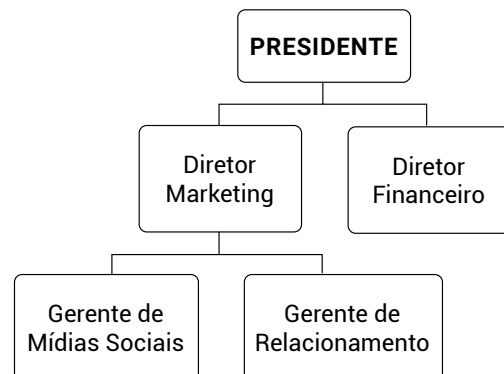 PRESIDENTE
Diretor
Marketing
Diretor
Financeiro
Gerente de
Mídias Sociais
Gerente de
Relacionamento